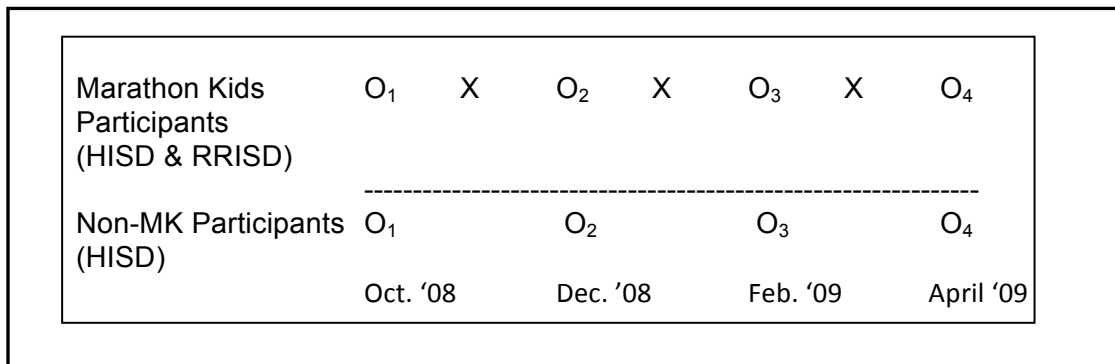 Marathon Kids O₁ X O₂ X O₃ X O₄
Participants
(HISD & RRISD)
----------------------------------------------------------------
Non-MK Participants O₁ O₂ O₃ O₄
(HISD)
Oct. ‘08 Dec. ’08 Feb. ‘09 April ‘09